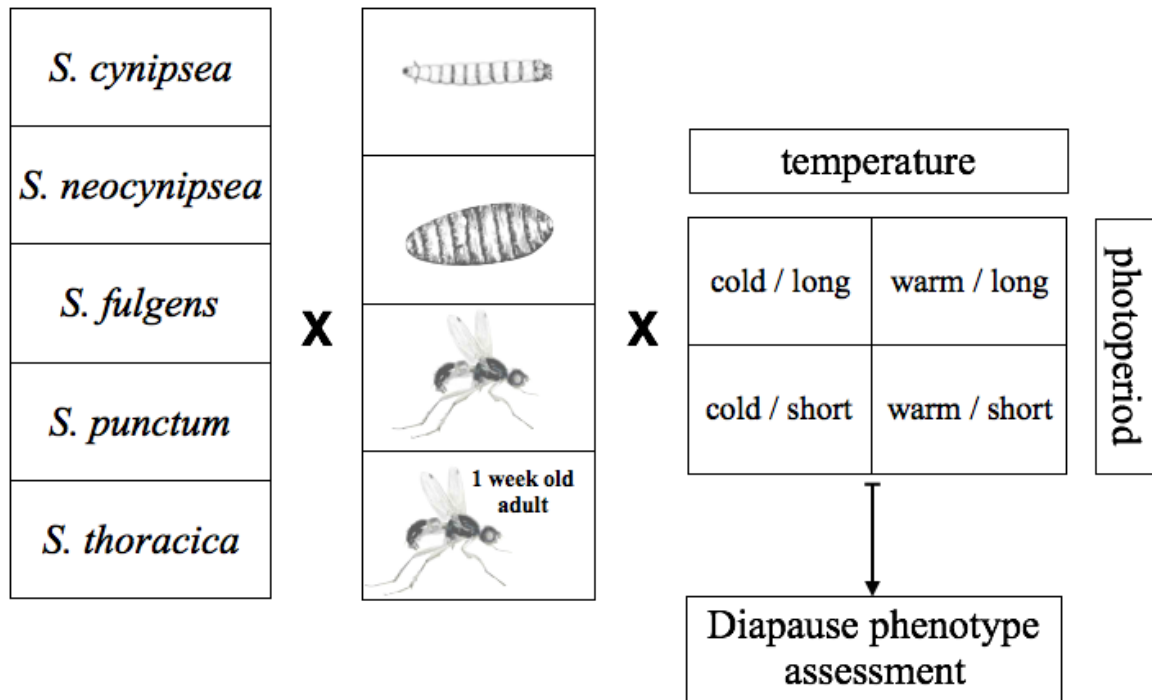 S. cynipsea
S. neocynipsea
S. fulgens
S. punctum
S. thoracica
X
1 week old
adult
X
temperature
cold / long
warm / long
cold / short
warm / short
photoperiod
Diapause phenotype
assessment